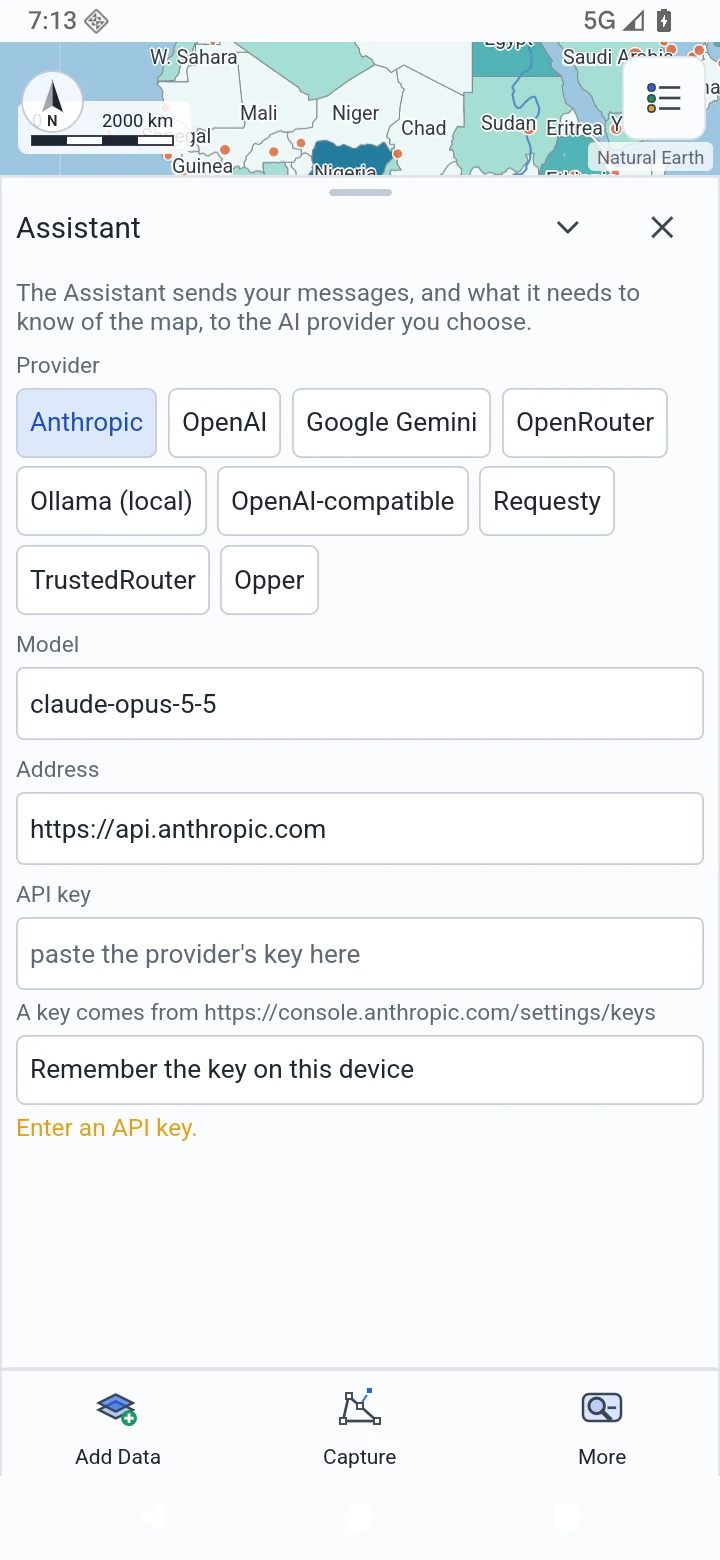 7:13
5G
W. Sahara
Egypt
Saudi Arabia
0
N
2000 km
Mali
Niger
Chad
Sudan
Eritrea
Guinea
Nigeria
Natural Earth
Assistant
The Assistant sends your messages, and what it needs to
know of the map, to the AI provider you choose.
Provider
Anthropic
OpenAI
Google Gemini
OpenRouter
Ollama (local)
OpenAI-compatible
Requesty
TrustedRouter
Opper
Model
claude-opus-5-5
Address
https://api.anthropic.com
API key
paste the provider's key here
A key comes from https://console.anthropic.com/settings/keys
Remember the key on this device
Enter an API key.
Add Data
Capture
More